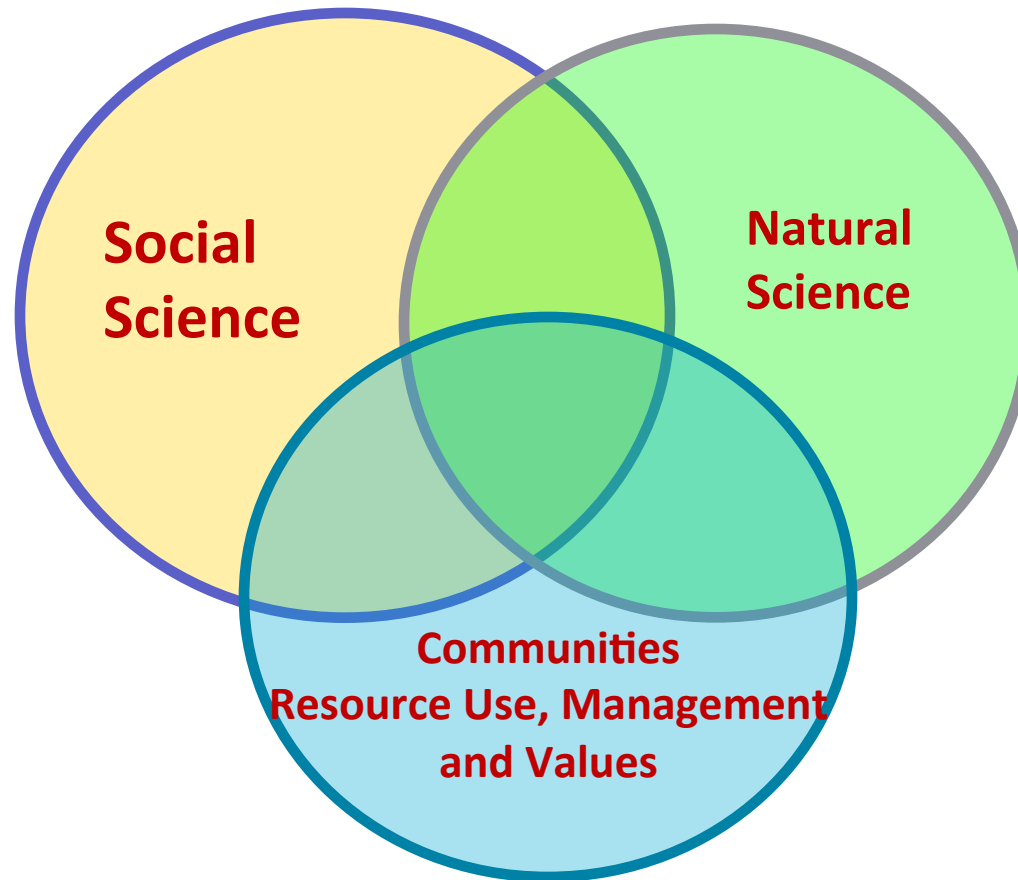 Social
Science
Natural
Science
Communities
Resource Use, Management
and Values